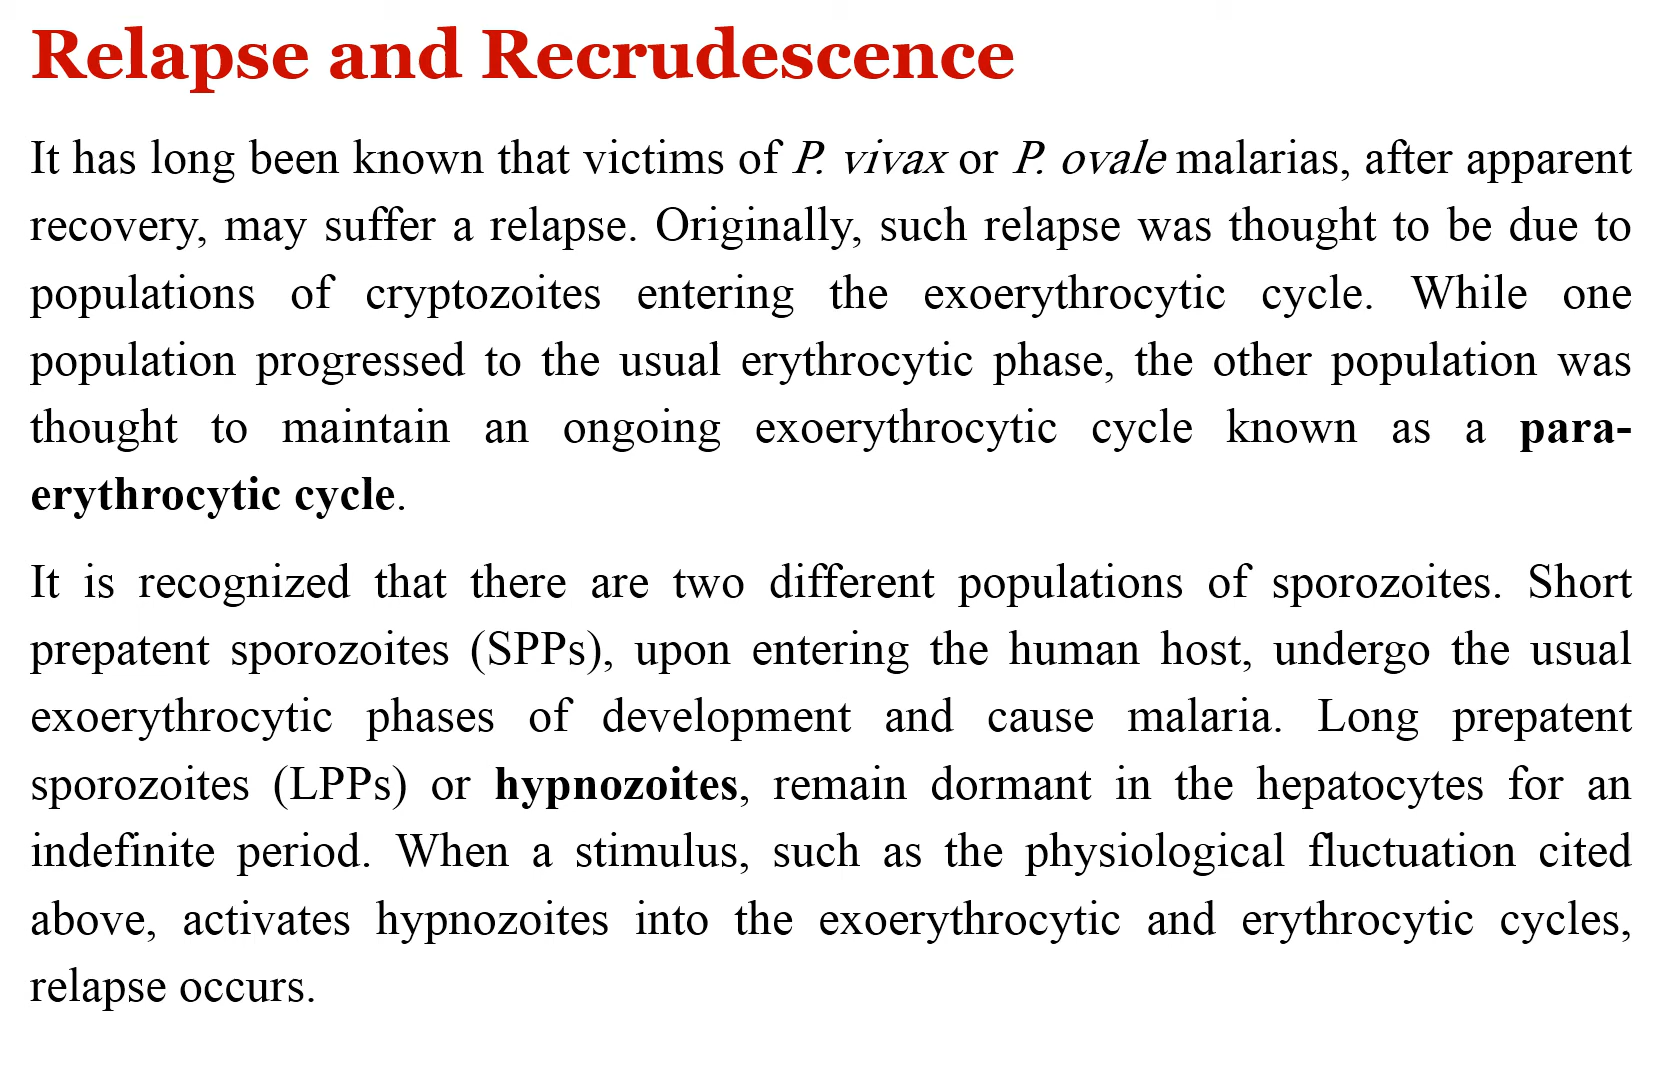 Relapse and Recrudescence
It has long been known that victims of P. vivax or P. ovale malarias, after apparent
recovery, may suffer a relapse. Originally, such relapse was thought to be due to
populations of cryptozoites entering the exoerythrocytic cycle. While one
population progressed to the usual erythrocytic phase, the other population was
thought to maintain an ongoing exoerythrocytic cycle known as a para-
erythrocytic cycle.
It is recognized that there are two different populations of sporozoites. Short
prepatent sporozoites (SPPs), upon entering the human host, undergo the usual
exoerythrocytic phases of development and cause malaria. Long prepatent
sporozoites (LPPs) or hypnozoites, remain dormant in the hepatocytes for an
indefinite period. When a stimulus, such as the physiological fluctuation cited
above, activates hypnozoites into the exoerythrocytic and erythrocytic cycles,
relapse occurs.